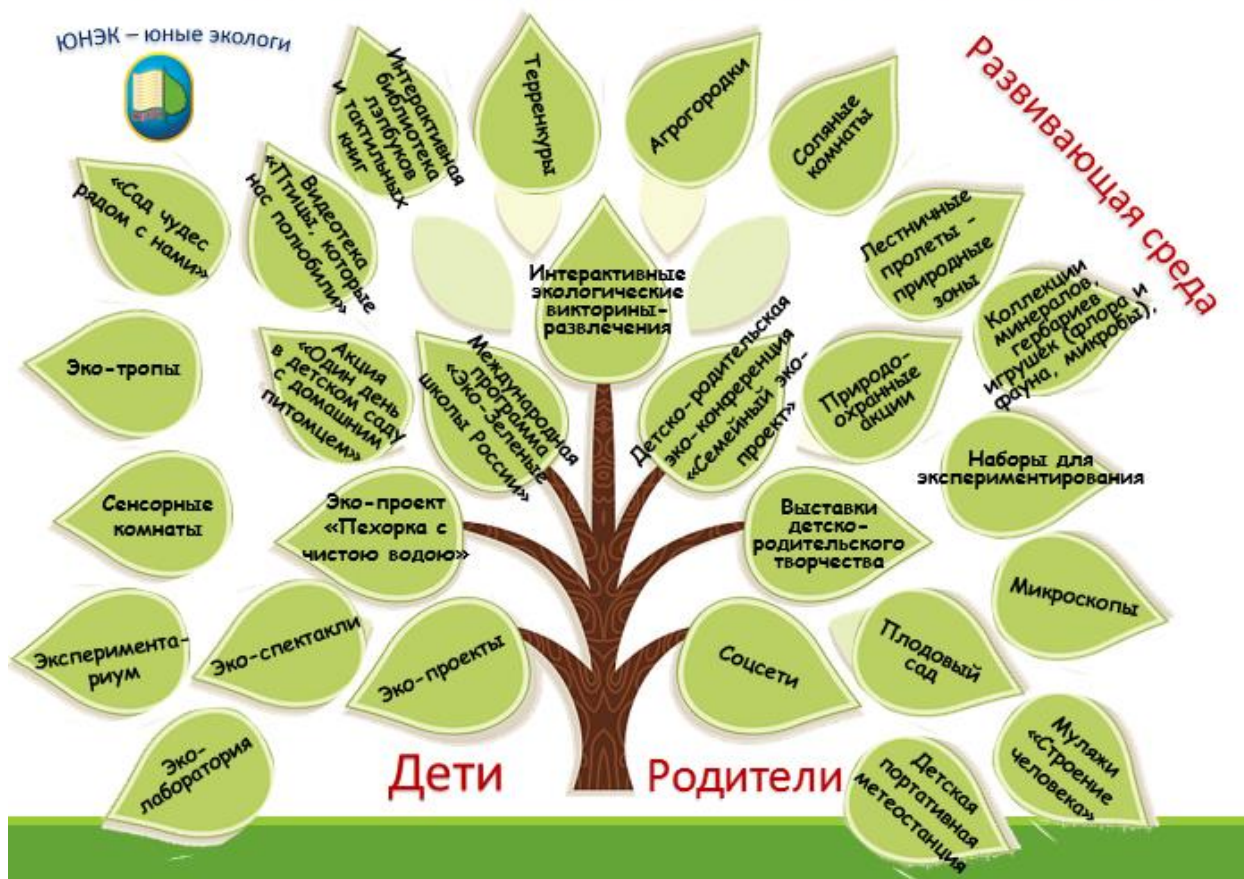 ЮНЭК – юные экологи
Развивающая среда
Интерактивная
библиотека
лэпбуков
и тактильных
книг
Терренкуры
Агрогородки
Соляные
комнаты
«Сад чудес
рядом с нами»
Видеотека
«Птицы, которые
нас полюбили»
Лестничные
пролеты –
природные
зоны
Интерактивные
экологические
викторины-
развлечения
Коллекции
минералов,
гербариев
игрушек (флора и
фауна, микробы),
Эко-тропы
Акция
«Один день
в детском саду
с домашним
питомцем»
Международная
программа
«Эко-Зеленые
школы России»
Детско-родительская
эко-конференция
«Семейный эко-
проект»
Природо-
охранные
акции
Наборы для
экспериментирования
Сенсорные
комнаты
Эко-проект
«Пехорка с
чистою водою»
Выставки
детско-
родительского
творчества
Микроскопы
Эксперимента-
риум
Эко-спектакли
Эко-проекты
Соцсети
Плодовый
сад
Эко-
лаборатория
Дети
Родители
Детская
портативная
метеостанция
Муляжи
«Строение
человека»